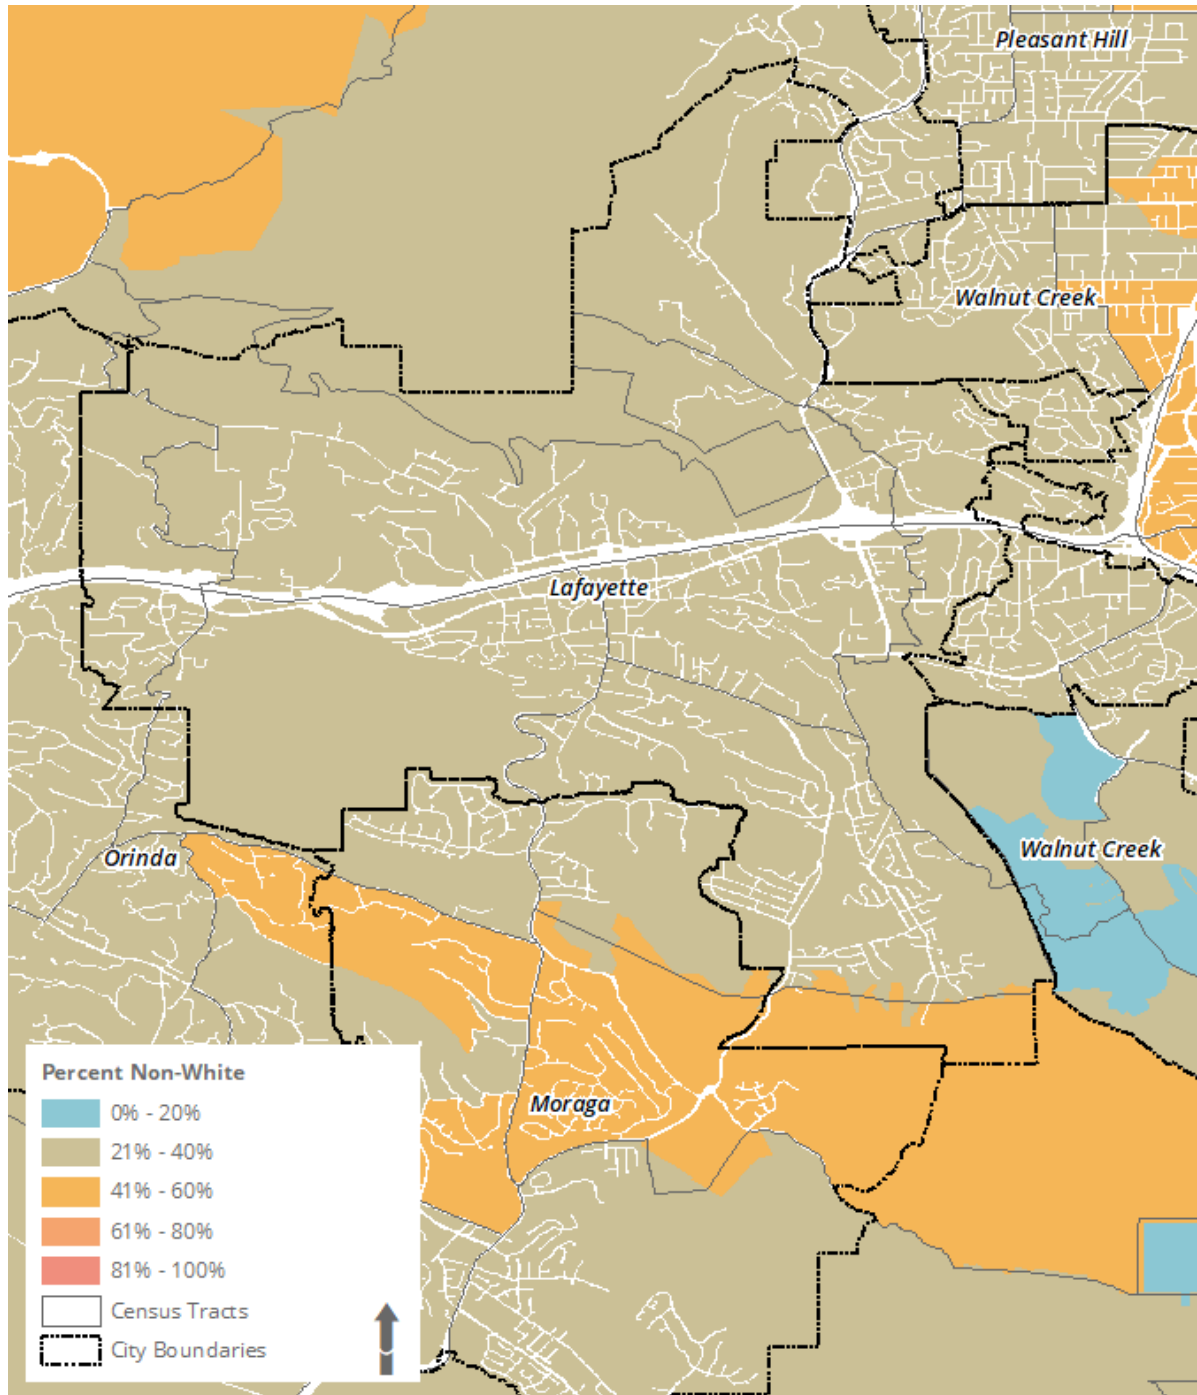 Pleasant Hill
Walnut Creek
Lafayette
Orinda
Walnut Creek
Moraga
Percent Non-White
0% - 20%
21% - 40%
41% - 60%
61% - 80%
81% - 100%
Census Tracts
City Boundaries